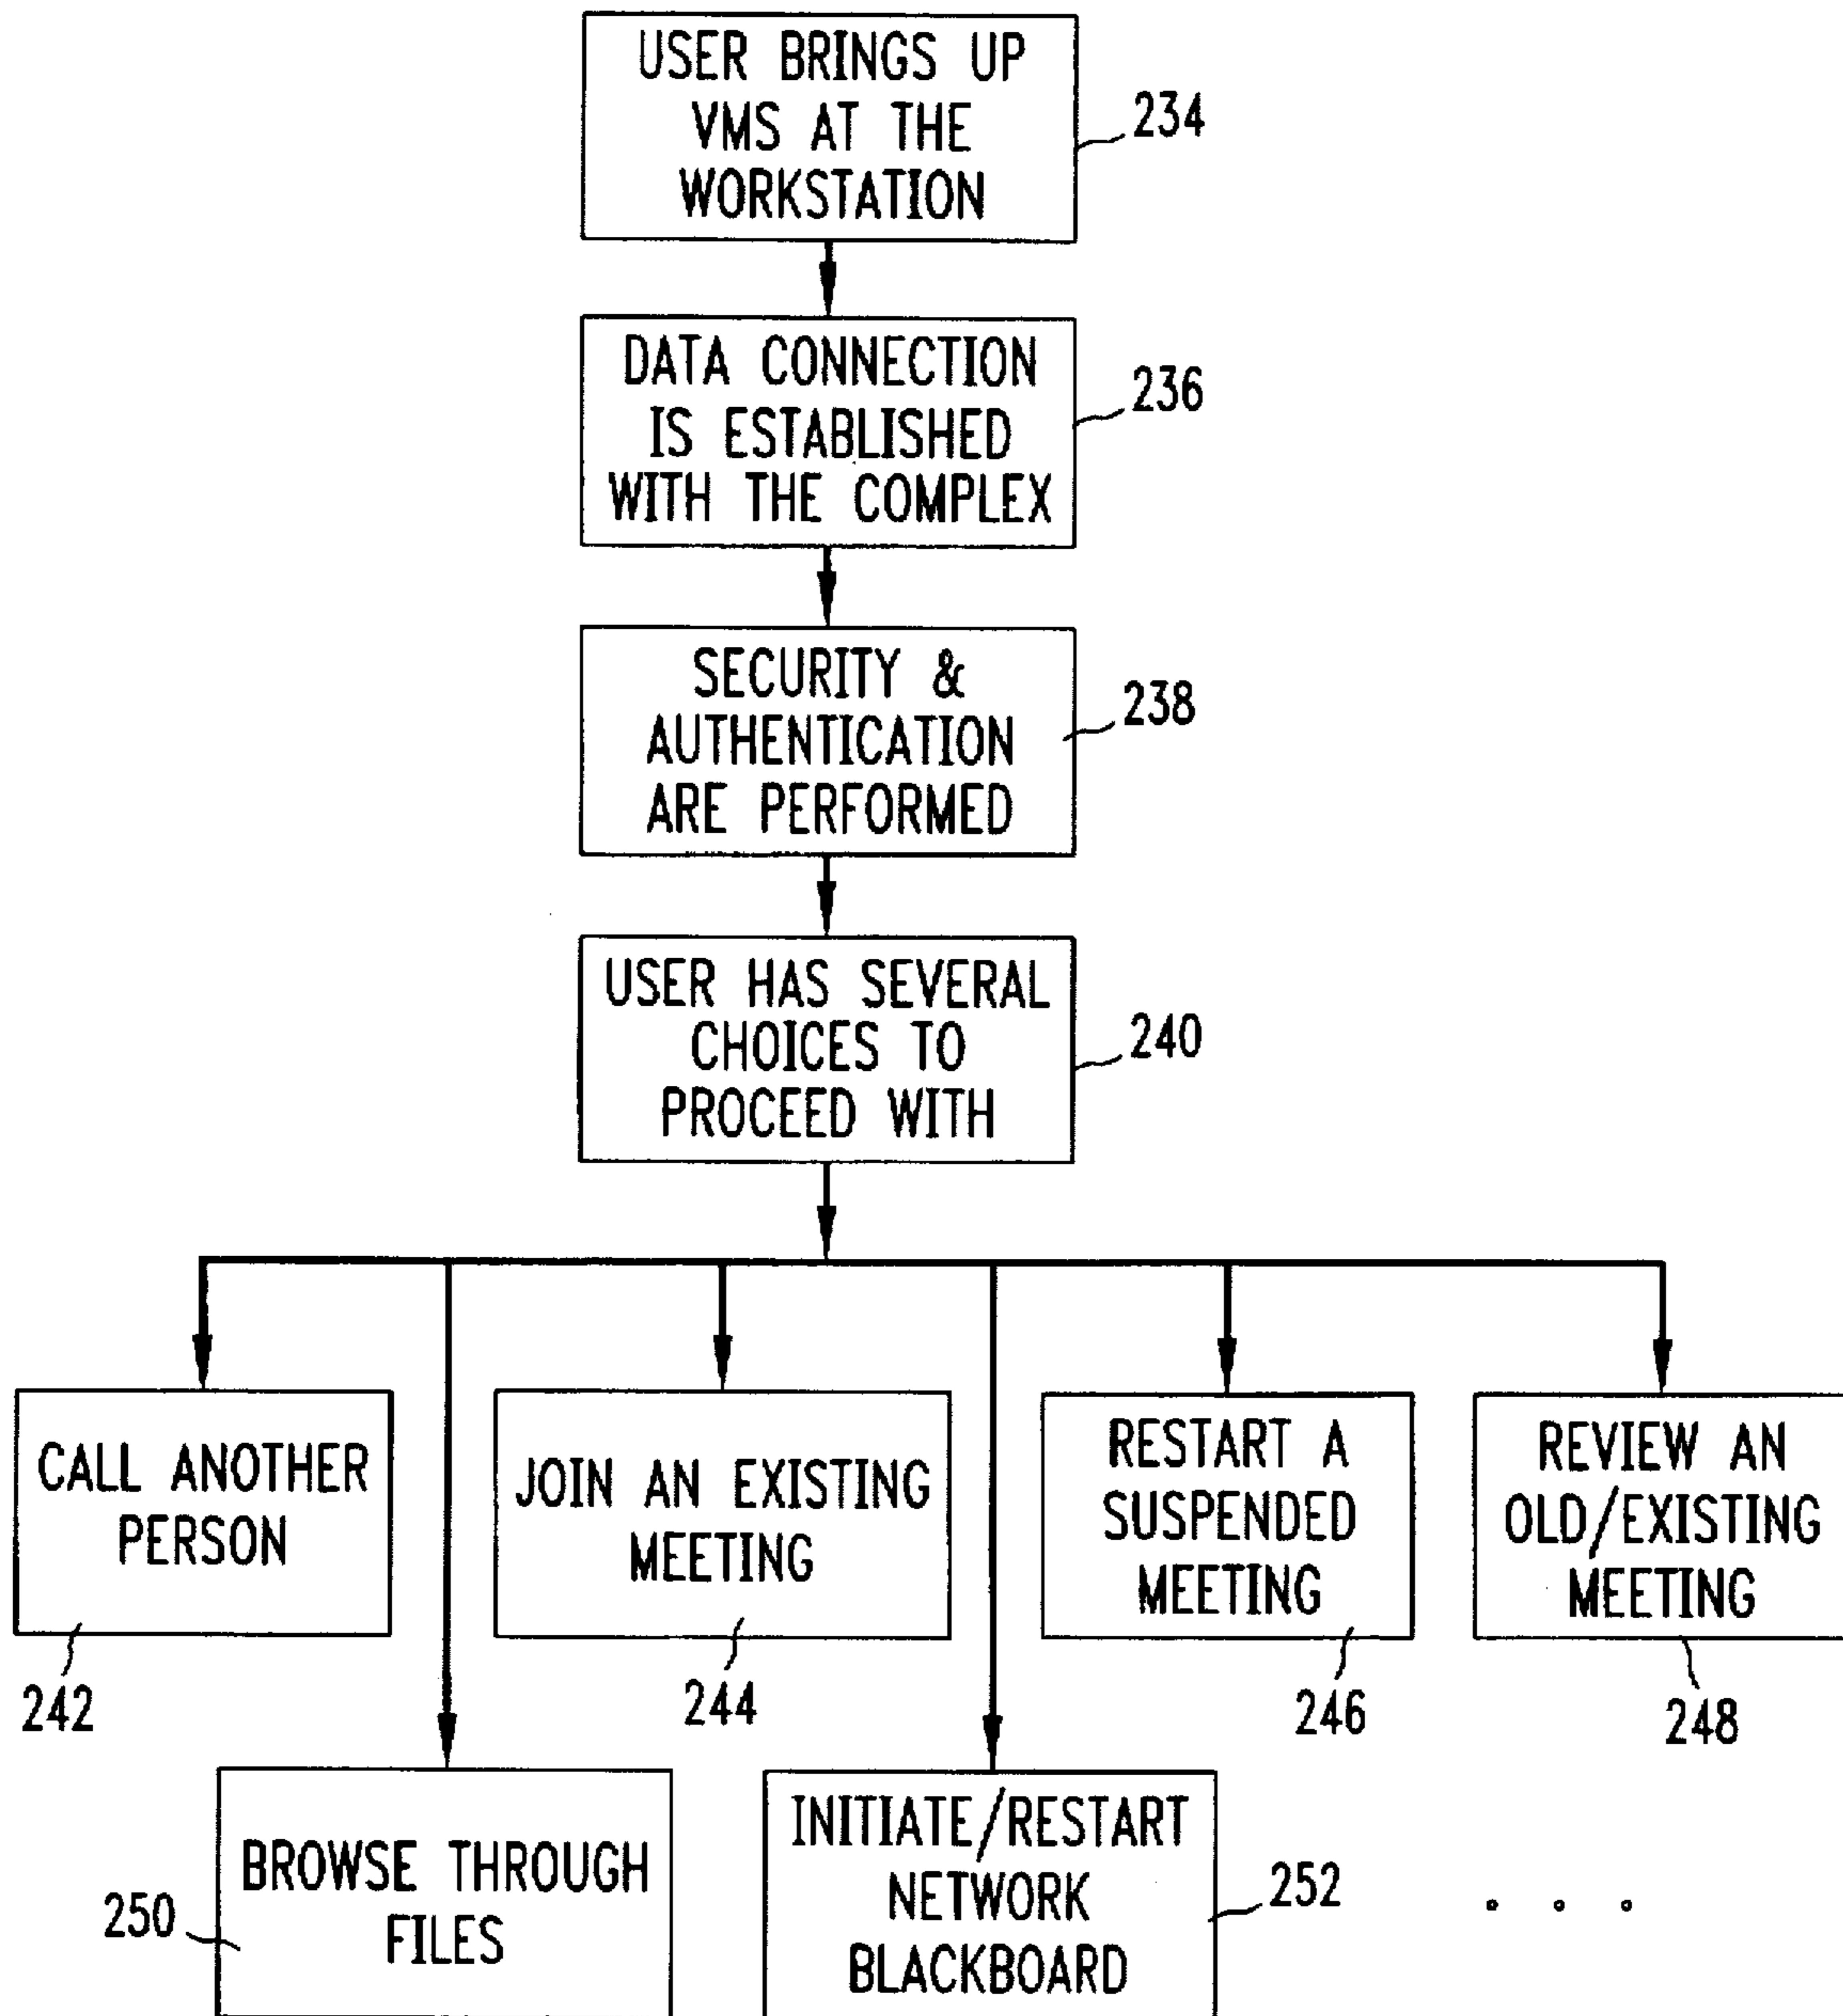 USER BRINGS UP
VMS AT THE
WORKSTATION
234
DATA CONNECTION
IS ESTABLISHED
WITH THE COMPLEX
236
SECURITY &
AUTHENTICATION
ARE PERFORMED
238
USER HAS SEVERAL
CHOICES TO
PROCEED WITH
240
CALL ANOTHER
PERSON
242
JOIN AN EXISTING
MEETING
244
RESTART A
SUSPENDED
MEETING
246
REVIEW AN
OLD/EXISTING
MEETING
248
BROWSE THROUGH
FILES
250
INITIATE/RESTART
NETWORK
BLACKBOARD
252
. . .